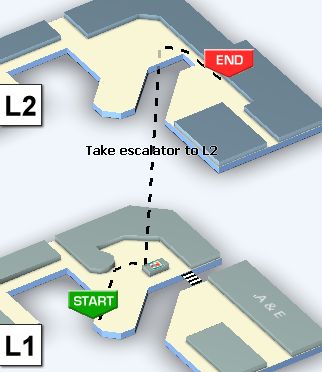 END
L2
Take escalator to L2
A & E
START
L1